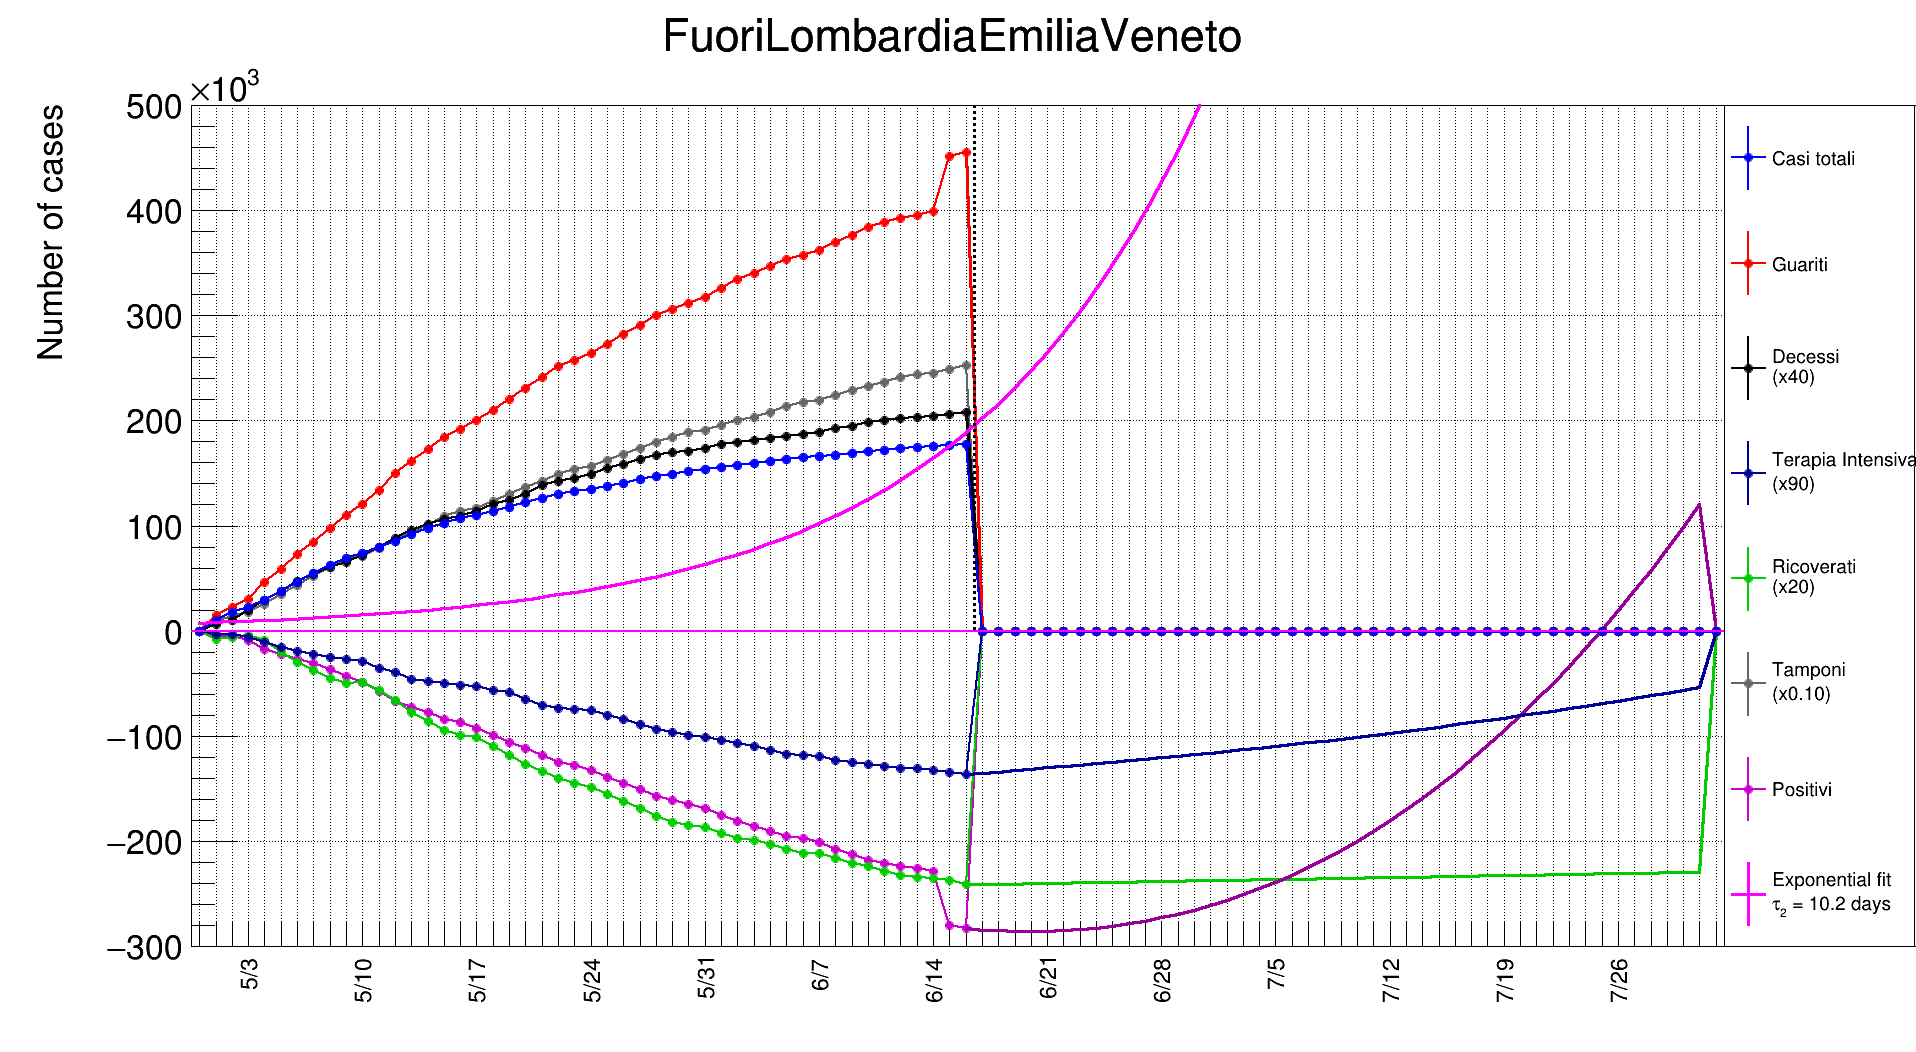 FuoriLombardiaEmiliaVeneto
×10³
Number of cases
500
400
300
200
100
0
−100
−200
−300
5/3
5/10
5/17
5/24
5/31
6/7
6/14
6/21
6/28
7/5
7/12
7/19
7/26
Casi totali
Guariti
Decessi
(x40)
Terapia Intensiva
(x90)
Ricoverati
(x20)
Tamponi
(x0.10)
Positivi
Exponential fit
τ₂ = 10.2 days